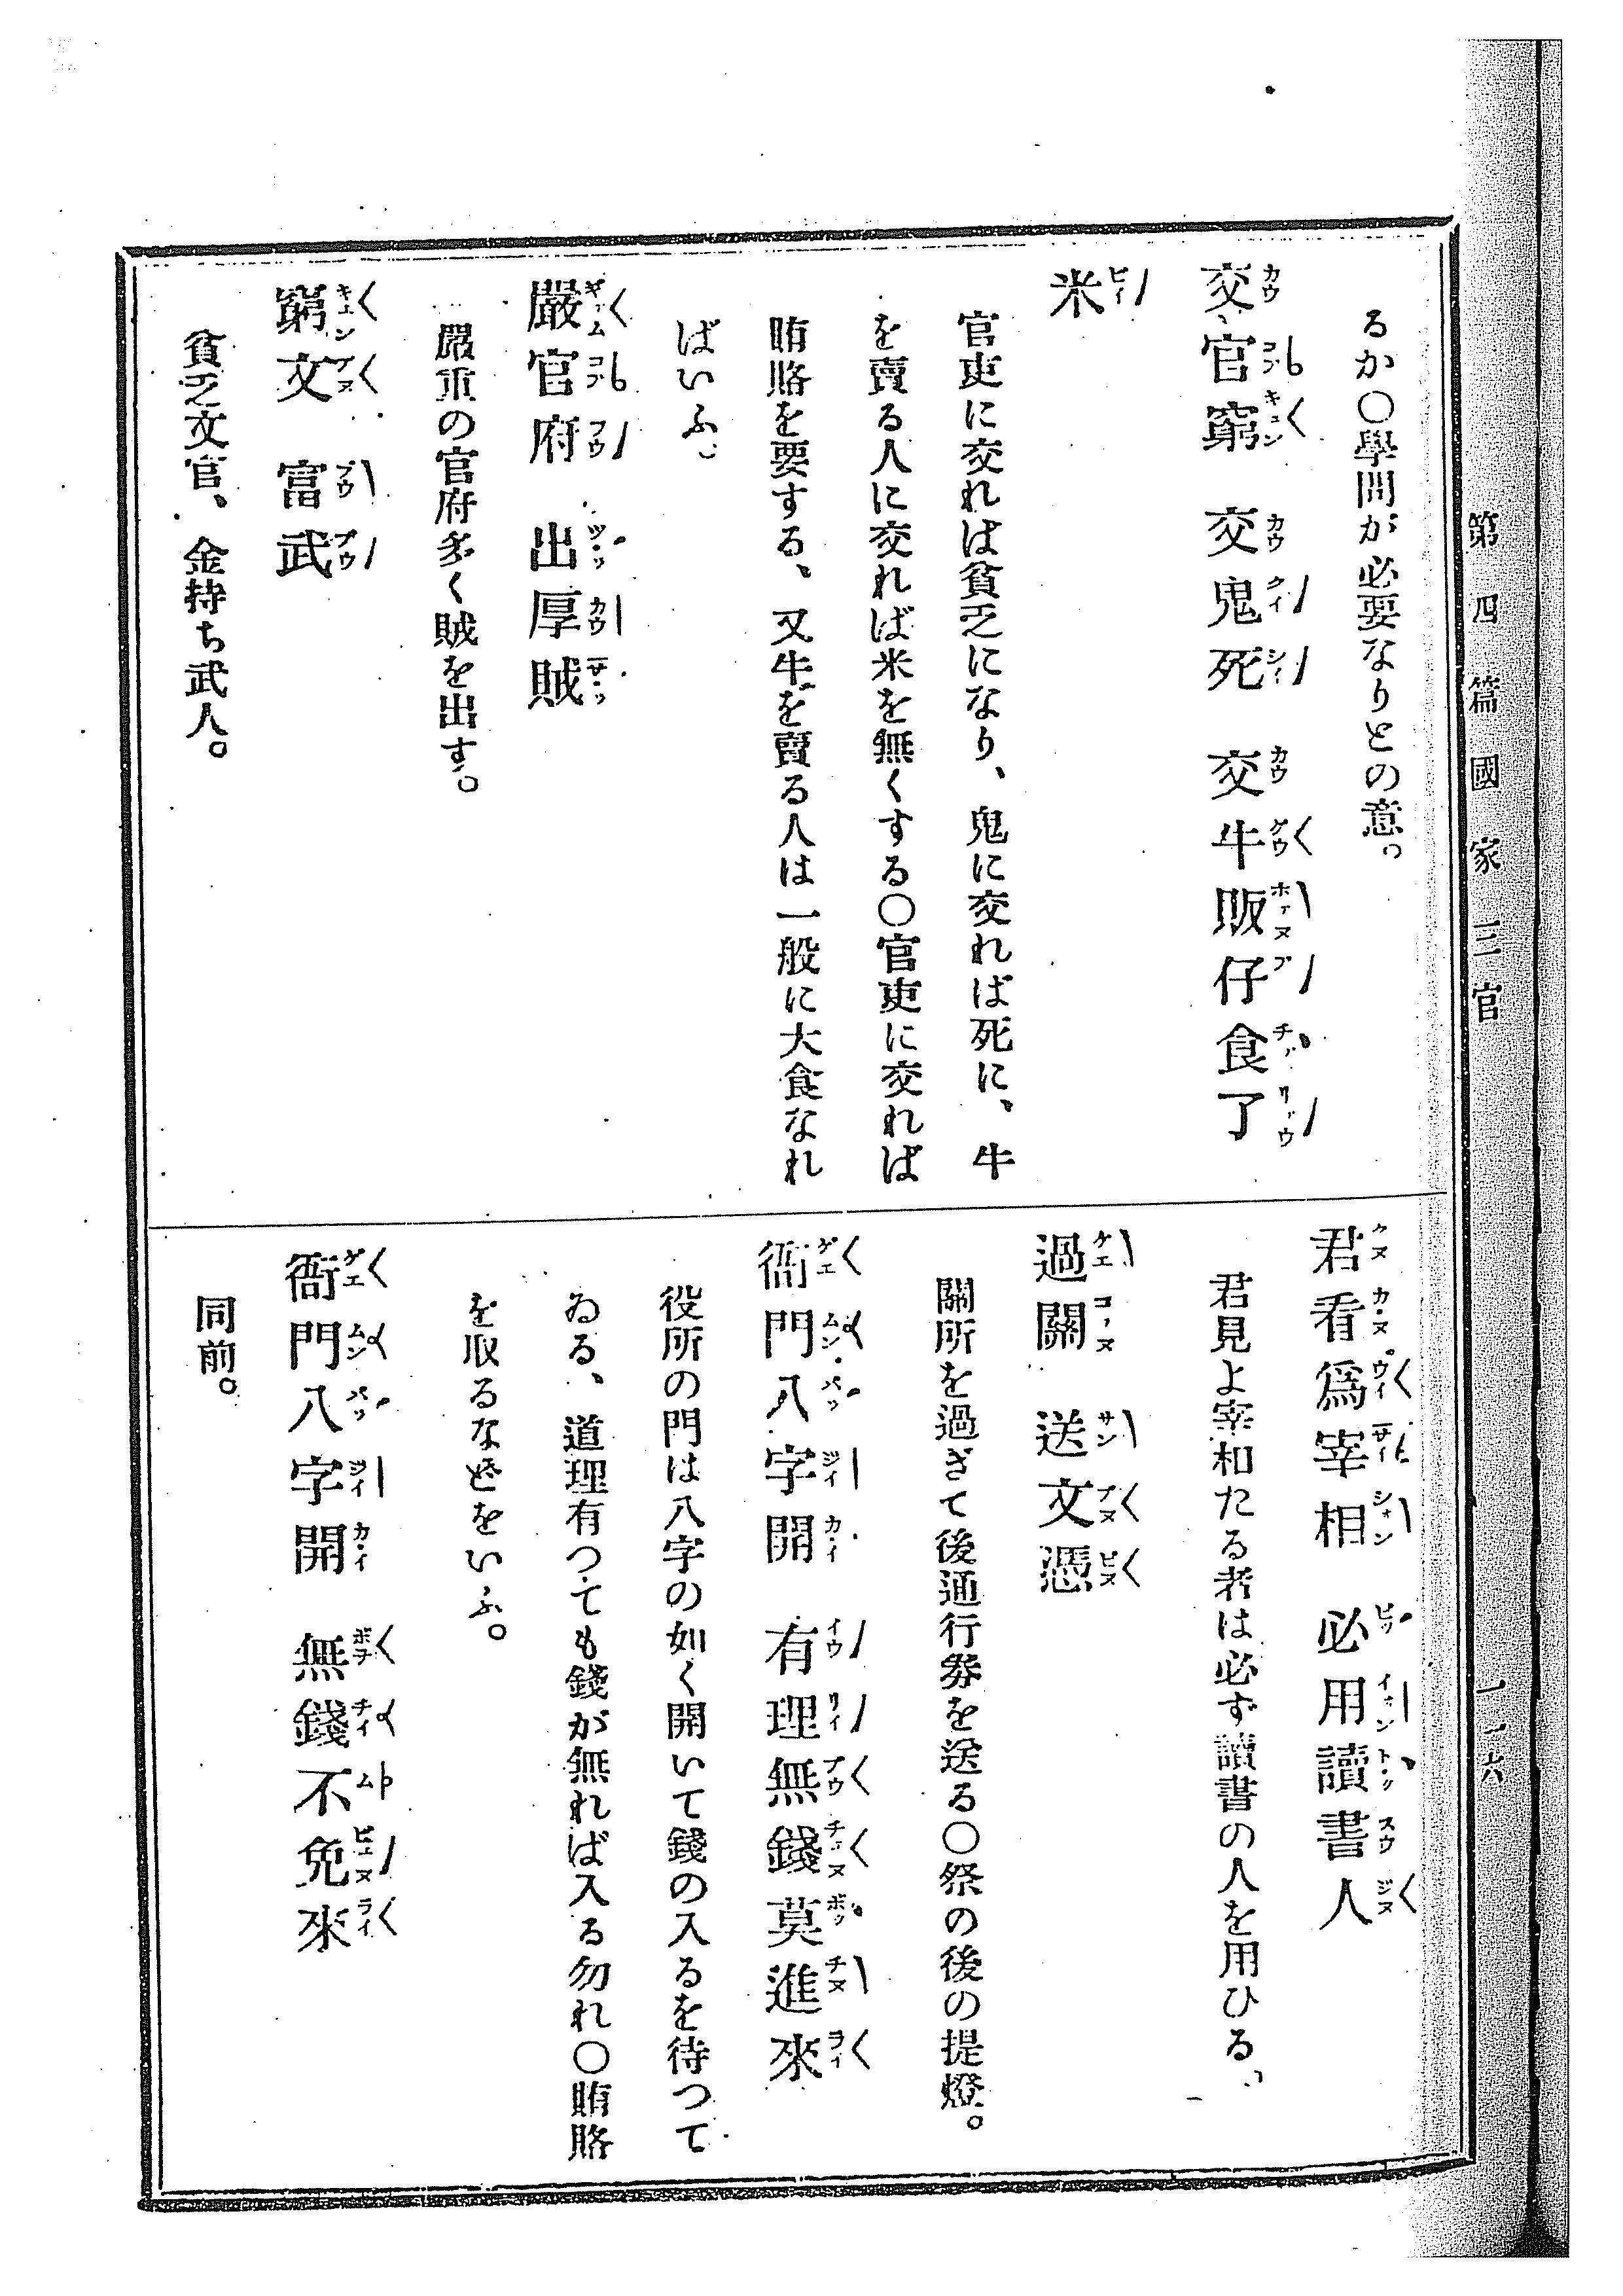 第四篇 國家 三 官
一一六
るか〇學問が必要なりとの意。
交官窮 交鬼死 交牛販仔食了
米
官吏に交れば貧乏になり、鬼に交れば死に、牛
を賣る人に交れば米を無くする〇官吏に交れば
賄賂を要する、又牛を賣る人は一般に大食なれ
ばいふ。
嚴官府 出厚賊
嚴重の官府多く賊を出す。
窮文 富武
貧乏文官、金持ち武人。
君看爲宰相 必用讀書人
君見よ宰相たる者は必ず讀書の人を用ひる、
過關 送文憑
關所を過ぎて後通行劵を送る〇祭の後の提燈。
衙門八字開 有理無錢莫進來
役所の門は八字の如く開いて錢の入るを待つて
ゐる、道理有つても錢が無れば入る勿れ〇賄賂
を取るなどをいふ。
衙門八字開 無錢不免來
同前。